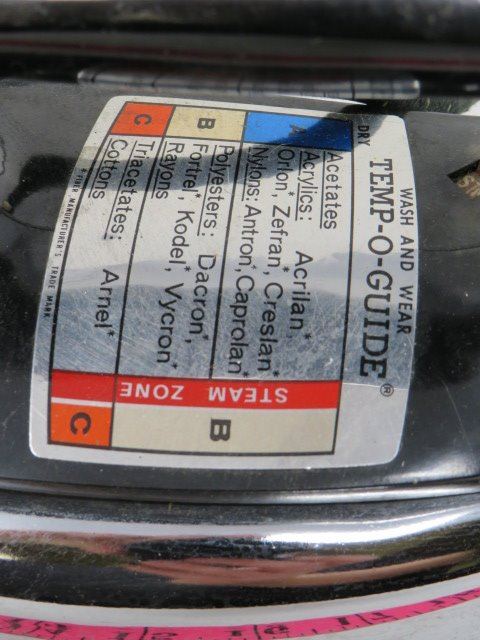 WASH AND WEAR
TEMP-O-GUIDE®
DRY
A
Acetates
Acrylics: Acrilan*,
Orlon*, Zefran*, Creslan*
Nylons: Antron*, Caprolan*
B
Polyesters: Dacron*,
Fortrel*, Kodel*, Vycron*
Rayons
C
Triacetates: Arnel*
Cottons
STEAM ZONE
B
C
*FIBER MANUFACTURER'S TRADE MARK